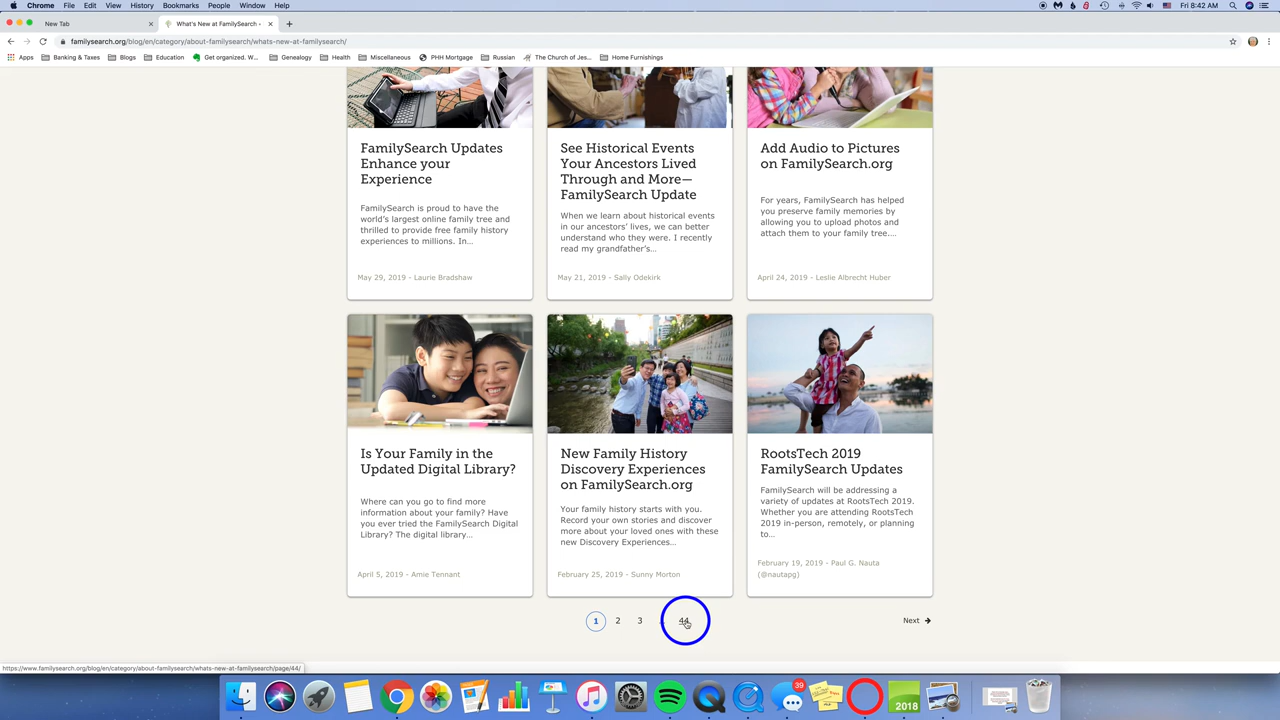 Chrome File Edit View History Bookmarks People Window Help Fri 8:42 AM
New Tab What's New at FamilySearch -
familysearch.org/blog/en/category/about-familysearch/whats-new-at-familysearch/
Apps Banking & Taxes Blogs Education Get organized. W... Genealogy Health Miscellaneous PHH Mortgage Russian The Church of Jes... Home Furnishings
FamilySearch Updates
Enhance your
Experience
FamilySearch is proud to have the
world's largest online family tree and
thrilled to provide free family history
experiences to millions. In…
May 29, 2019 - Laurie Bradshaw
See Historical Events
Your Ancestors Lived
Through and More—
FamilySearch Update
When we learn about historical events
in our ancestors' lives, we can better
understand who they were. I recently
read my grandfather's…
May 21, 2019 - Sally Odekirk
Add Audio to Pictures
on FamilySearch.org
For years, FamilySearch has helped
you preserve family memories by
allowing you to upload photos and
attach them to your family tree.…
April 24, 2019 - Leslie Albrecht Huber
Is Your Family in the
Updated Digital Library?
Where can you go to find more
information about your family? Have
you ever tried the FamilySearch Digital
Library? The digital library…
April 5, 2019 - Amie Tennant
New Family History
Discovery Experiences
on FamilySearch.org
Your family history starts with you.
Record your own stories and discover
more about your loved ones with these
new Discovery Experiences…
February 25, 2019 - Sunny Morton
RootsTech 2019
FamilySearch Updates
FamilySearch will be addressing a
variety of updates at RootsTech 2019.
Whether you are attending RootsTech
2019 in-person, remotely, or planning
to…
February 19, 2019 - Paul G. Nauta
(@nautapg)
1 2 3 44 Next
https://www.familysearch.org/blog/en/category/about-familysearch/whats-new-at-familysearch/page/44/
39
2018